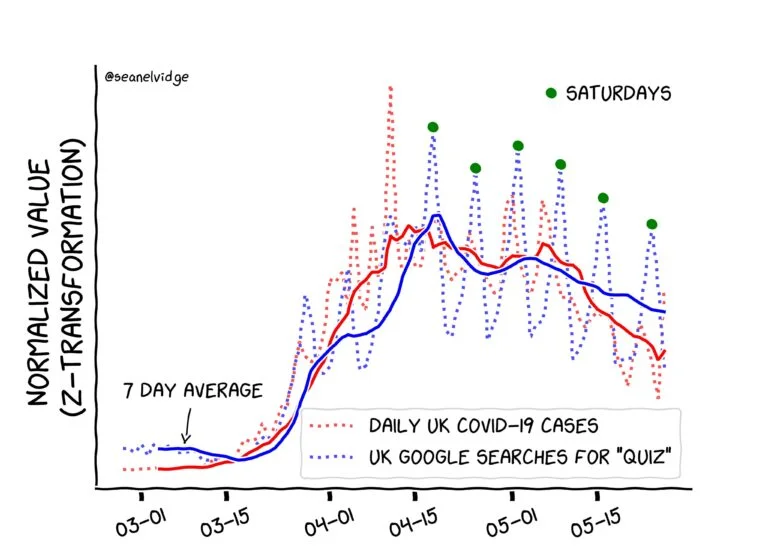 @seanelvidge
SATURDAYS
NORMALIZED VALUE
(Z-TRANSFORMATION)
7 DAY AVERAGE
DAILY UK COVID-19 CASES
UK GOOGLE SEARCHES FOR "QUIZ"
03-01
03-15
04-01
04-15
05-01
05-15